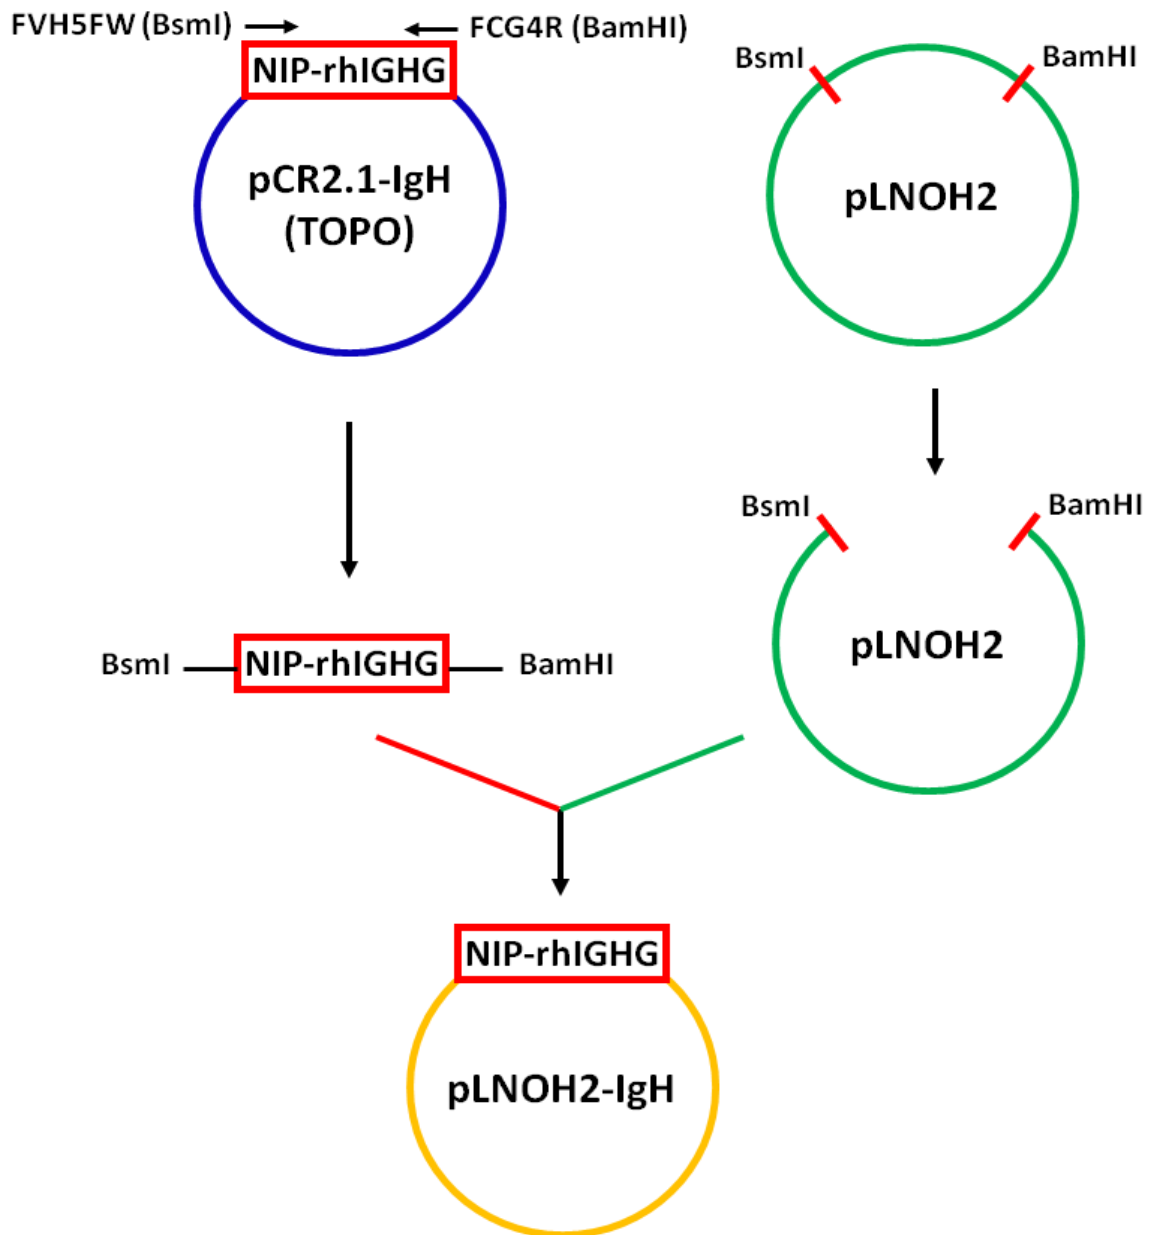 FVH5FW (BsmI)
FCG4R (BamHI)
NIP-rhIGHG
pCR2.1-IgH
(TOPO)
BsmI
BamHI
pLNOH2
BsmI
BamHI
pLNOH2
BsmI
NIP-rhIGHG
BamHI
NIP-rhIGHG
pLNOH2-IgH